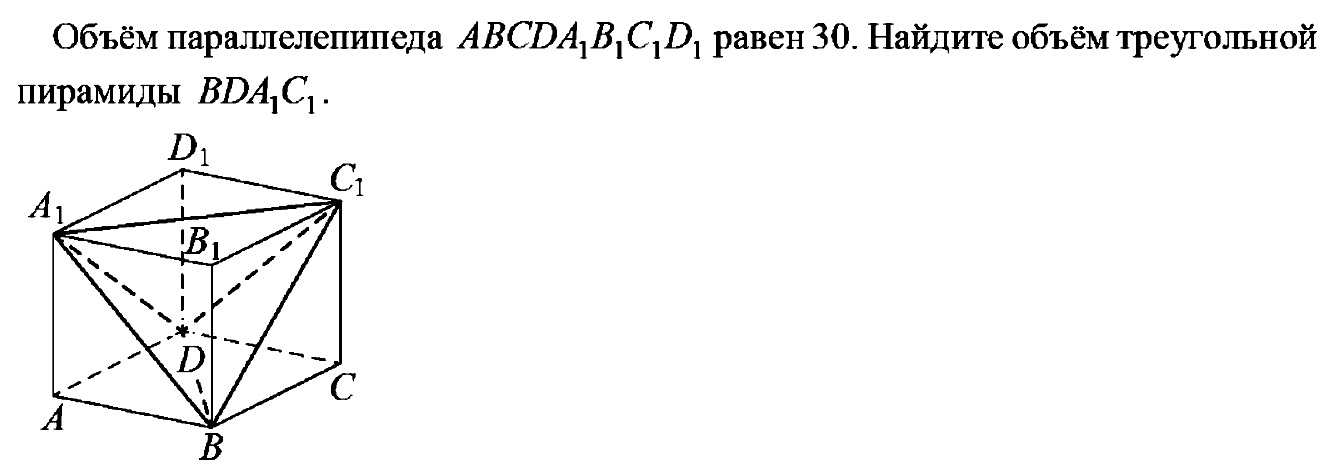 Объём параллелепипеда ABCDA₁B₁C₁D₁ равен 30. Найдите объём треугольной
пирамиды BDA₁C₁.
D₁
C₁
A₁
B₁
D
C
A
B